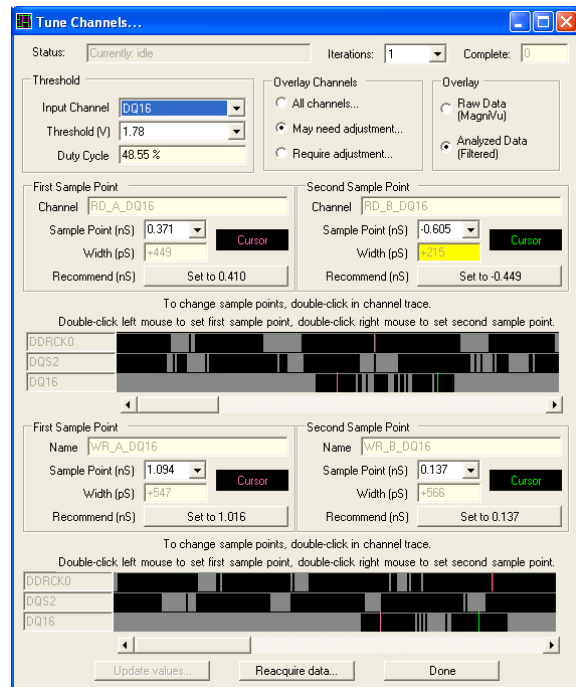 Tune Channels...
Status: Currently: idle Iterations: 1 Complete: 0
Threshold
Input Channel DQ16
Threshold (V) 1.78
Duty Cycle 48.55 %
Overlay Channels
All channels...
May need adjustment...
Require adjustment...
Overlay
Raw Data
(MagniVu)
Analyzed Data
(Filtered)
First Sample Point
Channel RD_A_DQ16
Sample Point (nS) 0.371
Cursor
Width (pS) +449
Recommend (nS) Set to 0.410
Second Sample Point
Channel RD_B_DQ16
Sample Point (nS) -0.605
Cursor
Width (pS) +215
Recommend (nS) Set to -0.449
To change sample points, double-click in channel trace.
Double-click left mouse to set first sample point, double-click right mouse to set second sample point.
DDRCK0
DQS2
DQ16
First Sample Point
Name WR_A_DQ16
Sample Point (nS) 1.094
Cursor
Width (pS) +547
Recommend (nS) Set to 1.016
Second Sample Point
Name WR_B_DQ16
Sample Point (nS) 0.137
Cursor
Width (pS) +566
Recommend (nS) Set to 0.137
To change sample points, double-click in channel trace.
Double-click left mouse to set first sample point, double-click right mouse to set second sample point.
DDRCK0
DQS2
DQ16
Update values... Reacquire data... Done